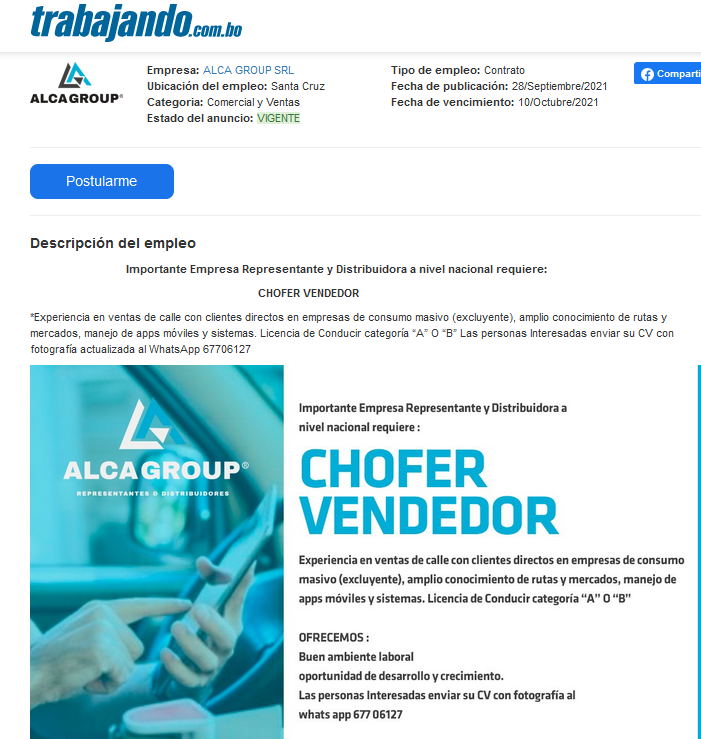 trabajando.com.bo
ALCAGROUP®
Empresa: ALCA GROUP SRL
Ubicación del empleo: Santa Cruz
Categoria: Comercial y Ventas
Estado del anuncio: VIGENTE
Tipo de empleo: Contrato
Fecha de publicación: 28/Septiembre/2021
Fecha de vencimiento: 10/Octubre/2021
Comparti
Postularme
Descripción del empleo
Importante Empresa Representante y Distribuidora a nivel nacional requiere:
CHOFER VENDEDOR
*Experiencia en ventas de calle con clientes directos en empresas de consumo masivo (excluyente), amplio conocimiento de rutas y
mercados, manejo de apps móviles y sistemas. Licencia de Conducir categoría “A” O “B” Las personas Interesadas enviar su CV con
fotografía actualizada al WhatsApp 67706127
ALCAGROUP®
REPRESENTANTES & DISTRIBUIDORES
Importante Empresa Representante y Distribuidora a
nivel nacional requiere :
CHOFER
VENDEDOR
Experiencia en ventas de calle con clientes directos en empresas de consumo
masivo (excluyente), amplio conocimiento de rutas y mercados, manejo de
apps móviles y sistemas. Licencia de Conducir categoría “A” O “B”
OFRECEMOS :
Buen ambiente laboral
oportunidad de desarrollo y crecimiento.
Las personas Interesadas enviar su CV con fotografía al
whats app 677 06127